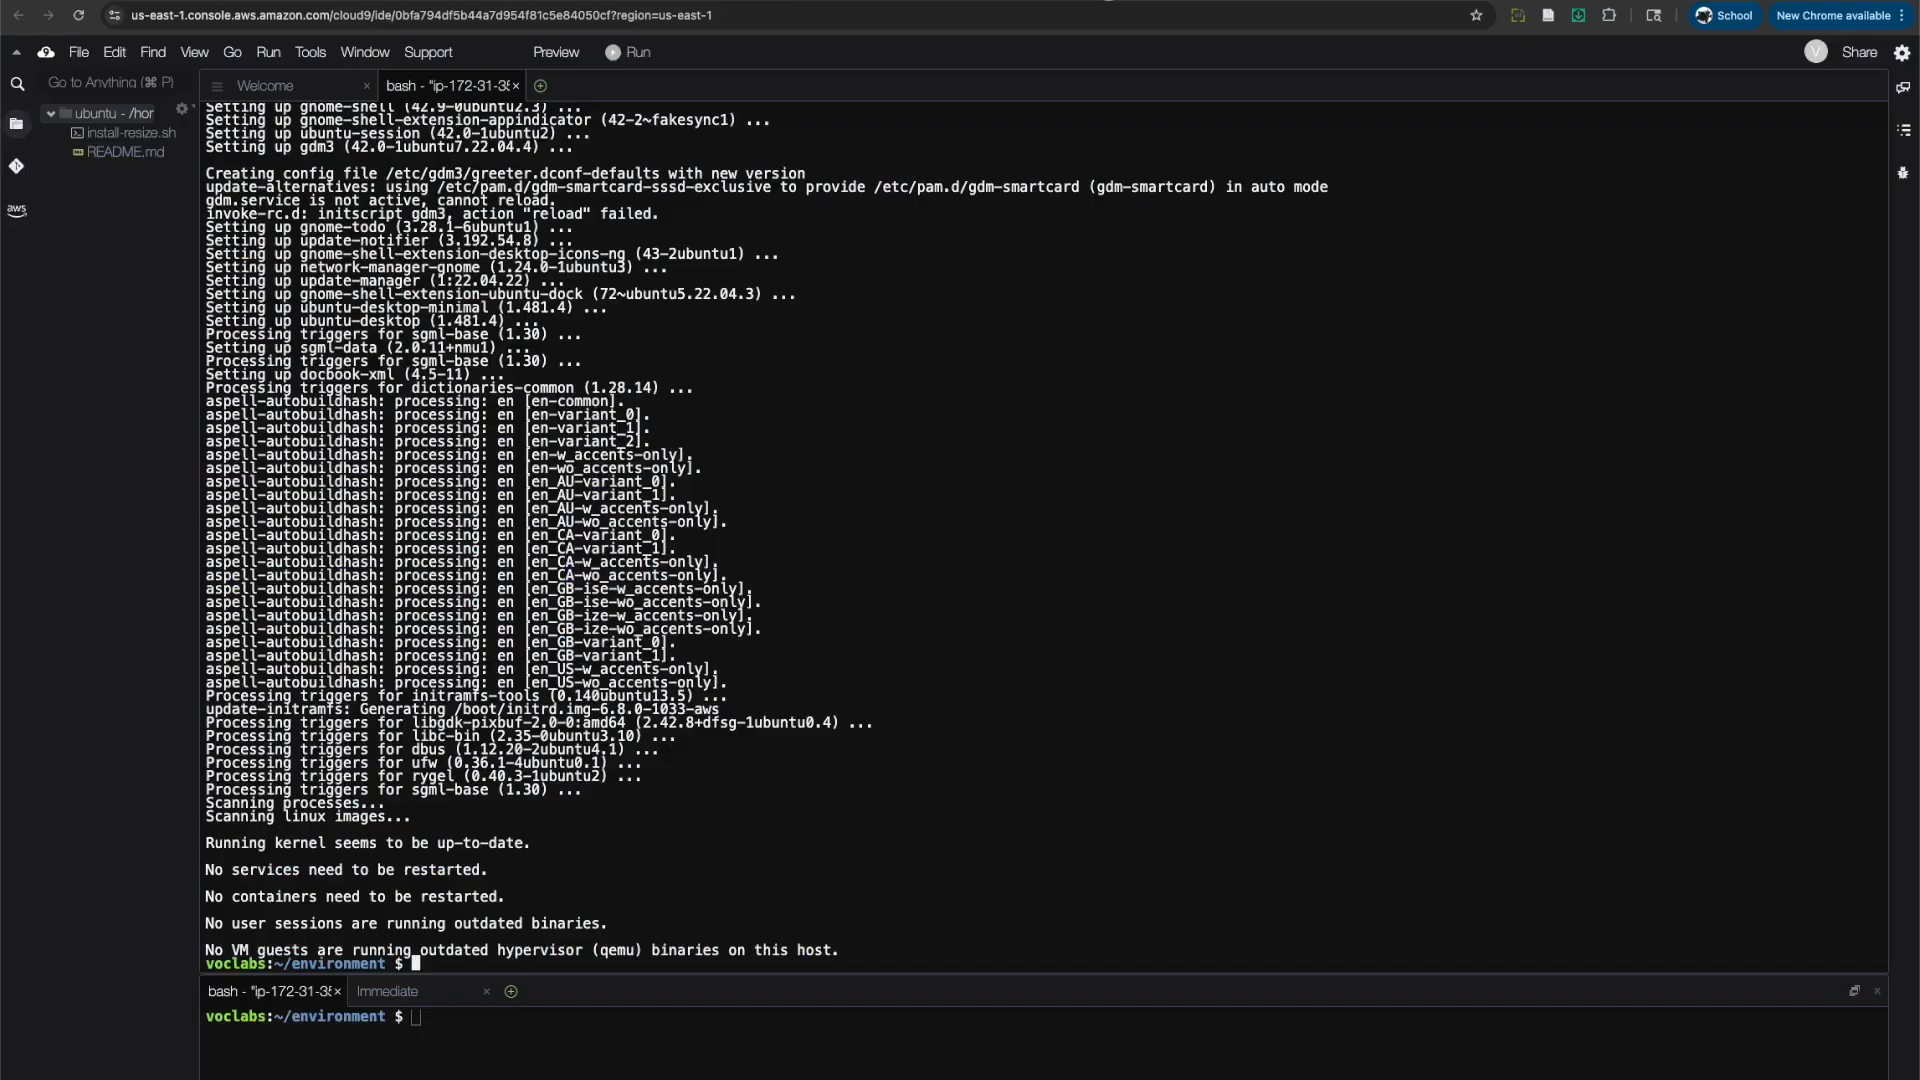 us-east-1.console.aws.amazon.com/cloud9/ide/0bfa794df5b44a7d954f81c5e84050cf?region=us-east-1
School
New Chrome available
File Edit Find View Go Run Tools Window Support Preview Run
V Share
Go to Anything (⌘ P)
Welcome
bash - "ip-172-31-35
ubuntu - /hor
install-resize.sh
README.md
aws
Setting up gnome-shell (42.9-0ubuntu2.3) ...
Setting up gnome-shell-extension-appindicator (42-2~fakesync1) ...
Setting up ubuntu-session (42.0-1ubuntu2) ...
Setting up gdm3 (42.0-1ubuntu7.22.04.4) ...
Creating config file /etc/gdm3/greeter.dconf-defaults with new version
update-alternatives: using /etc/pam.d/gdm-smartcard-sssd-exclusive to provide /etc/pam.d/gdm-smartcard (gdm-smartcard) in auto mode
gdm.service is not active, cannot reload.
invoke-rc.d: initscript gdm3, action "reload" failed.
Setting up gnome-todo (3.28.1-6ubuntu1) ...
Setting up update-notifier (3.192.54.8) ...
Setting up gnome-shell-extension-desktop-icons-ng (43-2ubuntu1) ...
Setting up network-manager-gnome (1.24.0-1ubuntu3) ...
Setting up update-manager (1:22.04.22) ...
Setting up gnome-shell-extension-ubuntu-dock (72~ubuntu5.22.04.3) ...
Setting up ubuntu-desktop-minimal (1.481.4) ...
Setting up ubuntu-desktop (1.481.4) ...
Processing triggers for sgml-base (1.30) ...
Setting up sgml-data (2.0.11+nmu1) ...
Processing triggers for sgml-base (1.30) ...
Setting up docbook-xml (4.5-11) ...
Processing triggers for dictionaries-common (1.28.14) ...
aspell-autobuildhash: processing: en [en-common].
aspell-autobuildhash: processing: en [en-variant_0].
aspell-autobuildhash: processing: en [en-variant_1].
aspell-autobuildhash: processing: en [en-variant_2].
aspell-autobuildhash: processing: en [en-w_accents-only].
aspell-autobuildhash: processing: en [en-wo_accents-only].
aspell-autobuildhash: processing: en [en_AU-variant_0].
aspell-autobuildhash: processing: en [en_AU-variant_1].
aspell-autobuildhash: processing: en [en_AU-w_accents-only].
aspell-autobuildhash: processing: en [en_AU-wo_accents-only].
aspell-autobuildhash: processing: en [en_CA-variant_0].
aspell-autobuildhash: processing: en [en_CA-variant_1].
aspell-autobuildhash: processing: en [en_CA-w_accents-only].
aspell-autobuildhash: processing: en [en_CA-wo_accents-only].
aspell-autobuildhash: processing: en [en_GB-ise-w_accents-only].
aspell-autobuildhash: processing: en [en_GB-ise-wo_accents-only].
aspell-autobuildhash: processing: en [en_GB-ize-w_accents-only].
aspell-autobuildhash: processing: en [en_GB-ize-wo_accents-only].
aspell-autobuildhash: processing: en [en_GB-variant_0].
aspell-autobuildhash: processing: en [en_GB-variant_1].
aspell-autobuildhash: processing: en [en_US-w_accents-only].
aspell-autobuildhash: processing: en [en_US-wo_accents-only].
Processing triggers for initramfs-tools (0.140ubuntu13.5) ...
update-initramfs: Generating /boot/initrd.img-6.8.0-1033-aws
Processing triggers for libgdk-pixbuf-2.0-0:amd64 (2.42.8+dfsg-1ubuntu0.4) ...
Processing triggers for libc-bin (2.35-0ubuntu3.10) ...
Processing triggers for dbus (1.12.20-2ubuntu4.1) ...
Processing triggers for ufw (0.36.1-4ubuntu0.1) ...
Processing triggers for rygel (0.40.3-1ubuntu2) ...
Processing triggers for sgml-base (1.30) ...
Scanning processes...
Scanning linux images...
Running kernel seems to be up-to-date.
No services need to be restarted.
No containers need to be restarted.
No user sessions are running outdated binaries.
No VM guests are running outdated hypervisor (qemu) binaries on this host.
voclabs:~/environment $
bash - "ip-172-31-35
Immediate
voclabs:~/environment $